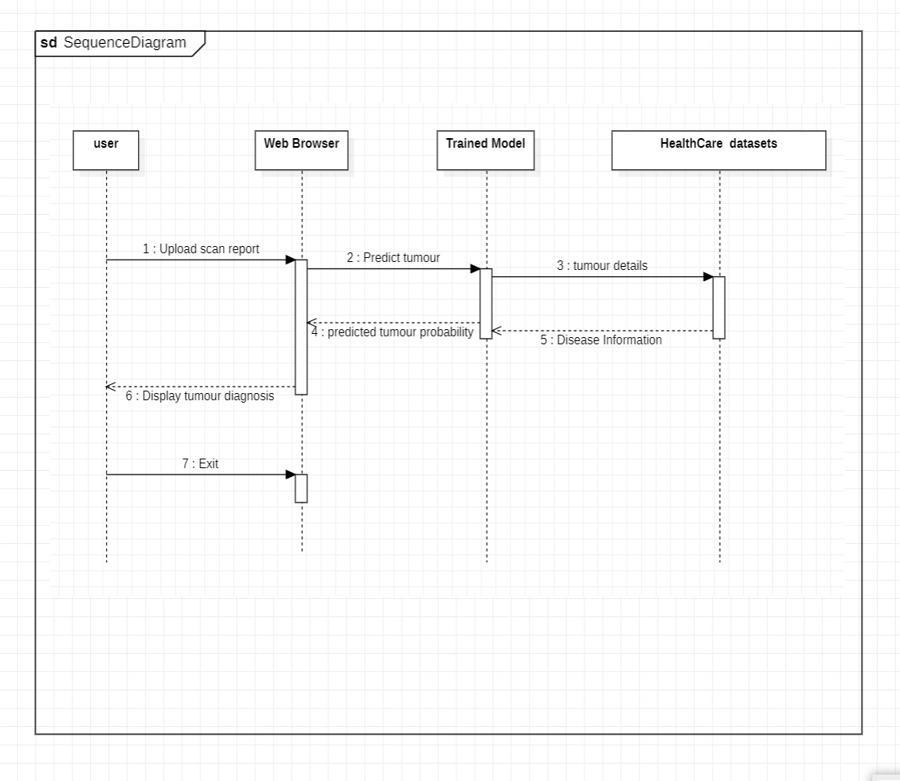 sd SequenceDiagram
user
Web Browser
Trained Model
HealthCare datasets
1 : Upload scan report
2 : Predict tumour
3 : tumour details
4 : predicted tumour probability
5 : Disease Information
6 : Display tumour diagnosis
7 : Exit